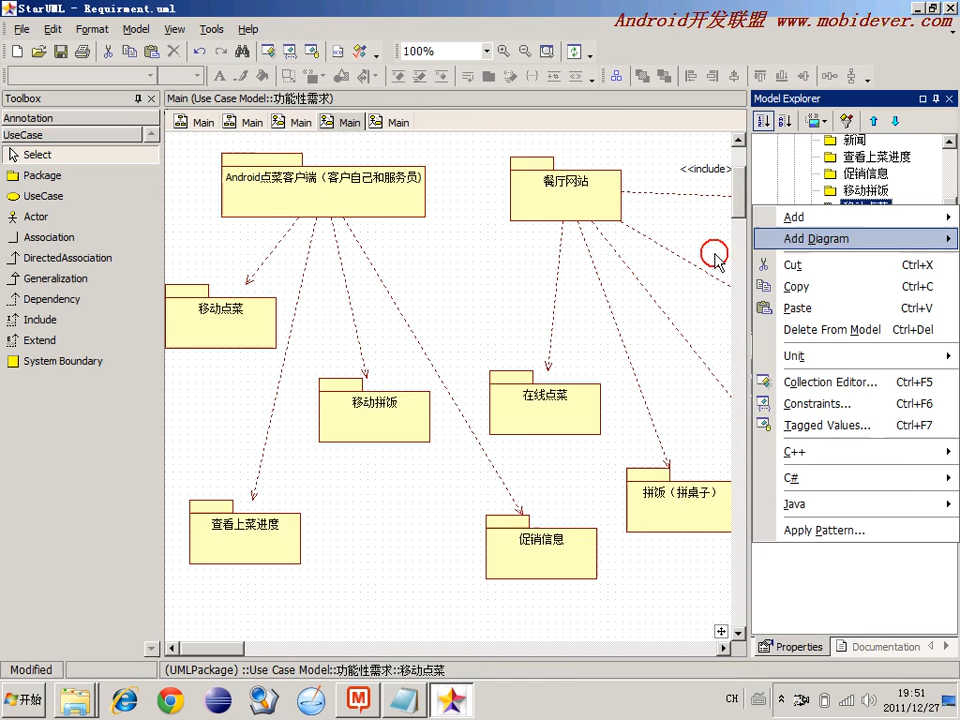 StarUML - Requirment.uml
Android开发联盟 www.mobidever.com
File Edit Format Model View Tools Help
100%
Toolbox
Main (Use Case Model::功能性需求)
Model Explorer
Annotation
Main Main Main Main Main
UseCase
Select
Package
UseCase
Actor
Association
DirectedAssociation
Generalization
Dependency
Include
Extend
System Boundary
Android点菜客户端（客户自己和服务员)
餐厅网站
<<include>
移动点菜
移动拼饭
在线点菜
查看上菜进度
促销信息
拼饭（拼桌子）
新闻
查看上菜进度
促销信息
移动拼饭
移动点菜
Add
Add Diagram
Cut Ctrl+X
Copy Ctrl+C
Paste Ctrl+V
Delete From Model Ctrl+Del
Unit
Collection Editor... Ctrl+F5
Constraints... Ctrl+F6
Tagged Values... Ctrl+F7
C++
C#
Java
Apply Pattern...
Properties Documentation
Modified
(UMLPackage) ::Use Case Model::功能性需求::移动点菜
开始
CH
19:51
2011/12/27